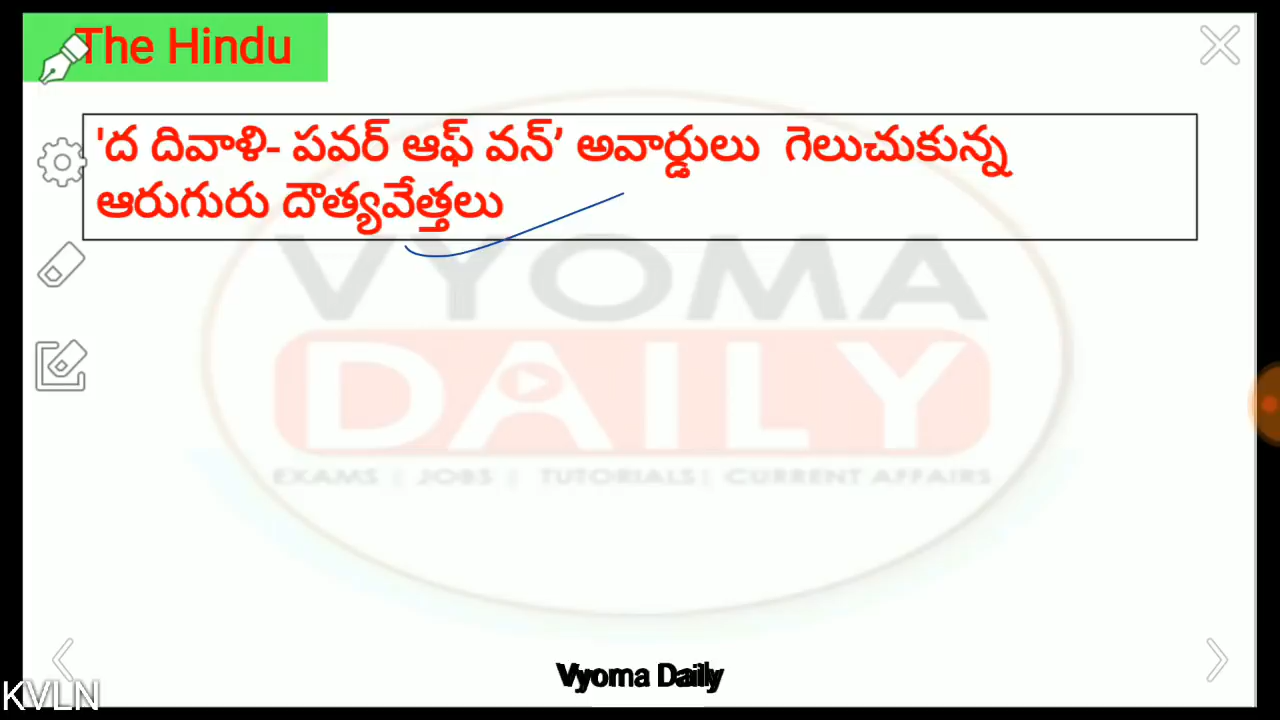 The Hindu
'ద దివాళి- పవర్ ఆఫ్ వన్’ అవార్డులు గెలుచుకున్న
ఆరుగురు దౌత్యవేత్తలు
VYOMA
DAILY
EXAMS | JOBS | TUTORIALS | CURRENT AFFAIRS
Vyoma Daily
KVLN